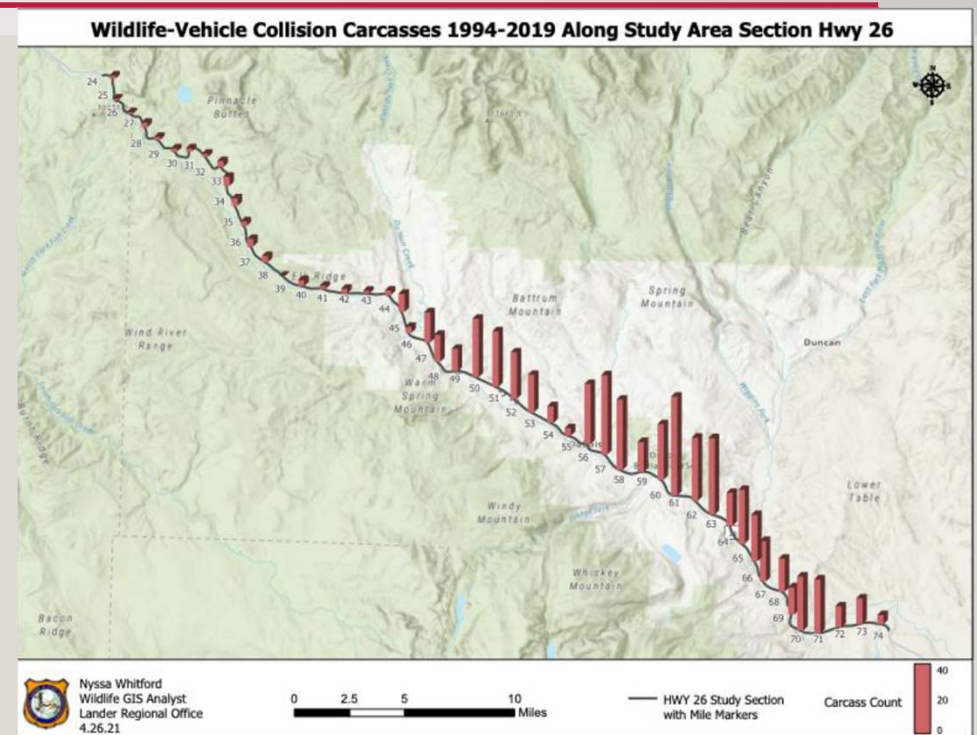 Wildlife-Vehicle Collision Carcasses 1994-2019 Along Study Area Section Hwy 26
N
24
25
26
27
28
29
30
31
32
33
34
35
36
37
38
39
40
41
42
43
44
45
46
47
48
49
50
51
52
53
54
55
56
57
58
59
60
61
62
63
64
65
66
67
68
69
70
71
72
73
74
Pinnacle
Buttes
Ridge
Wind River
Range
Battrum
Mountain
Spring
Mountain
Bear Canyon
Duncan
Warm
Spring
Mountain
Windy
Mountain
Whiskey
Mountain
Lower
Table
Bacon
Ridge
Nyssa Whitford
Wildlife GIS Analyst
Lander Regional Office
4.26.21
0 2.5 5 10
Miles
HWY 26 Study Section
with Mile Markers
Carcass Count
40
20
0